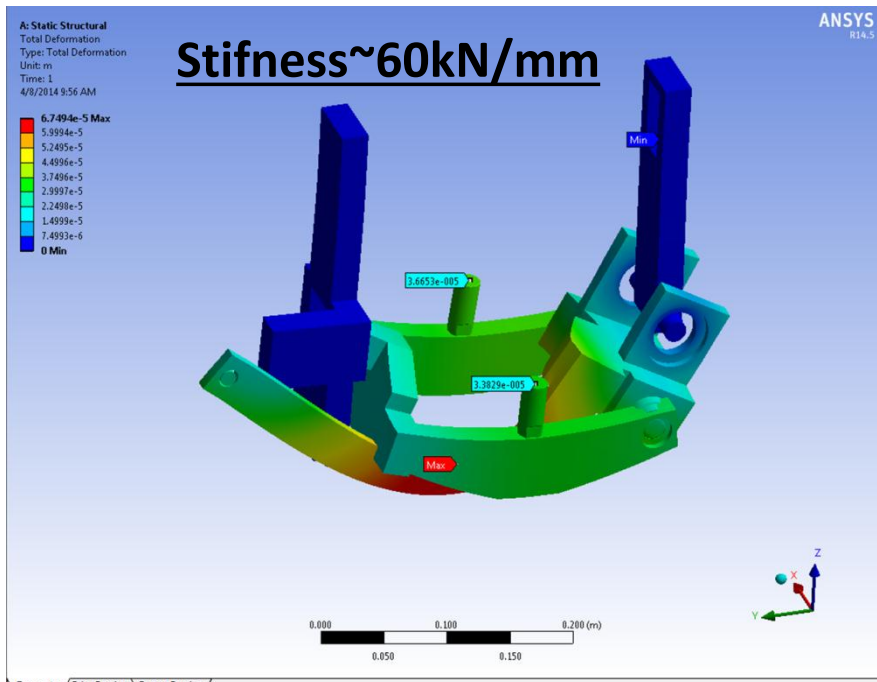 A: Static Structural
Total Deformation
Type: Total Deformation
Unit: m
Time: 1
4/8/2014 9:56 AM
Stifness~60kN/mm
ANSYS
R14.5
6.7494e-5 Max
5.9994e-5
5.2495e-5
4.4996e-5
3.7496e-5
2.9997e-5
2.2498e-5
1.4999e-5
7.4993e-6
0 Min
Min
3.6653e-005
3.3829e-005
Max
Z
X
Y
0.000 0.100 0.200 (m)
0.050 0.150